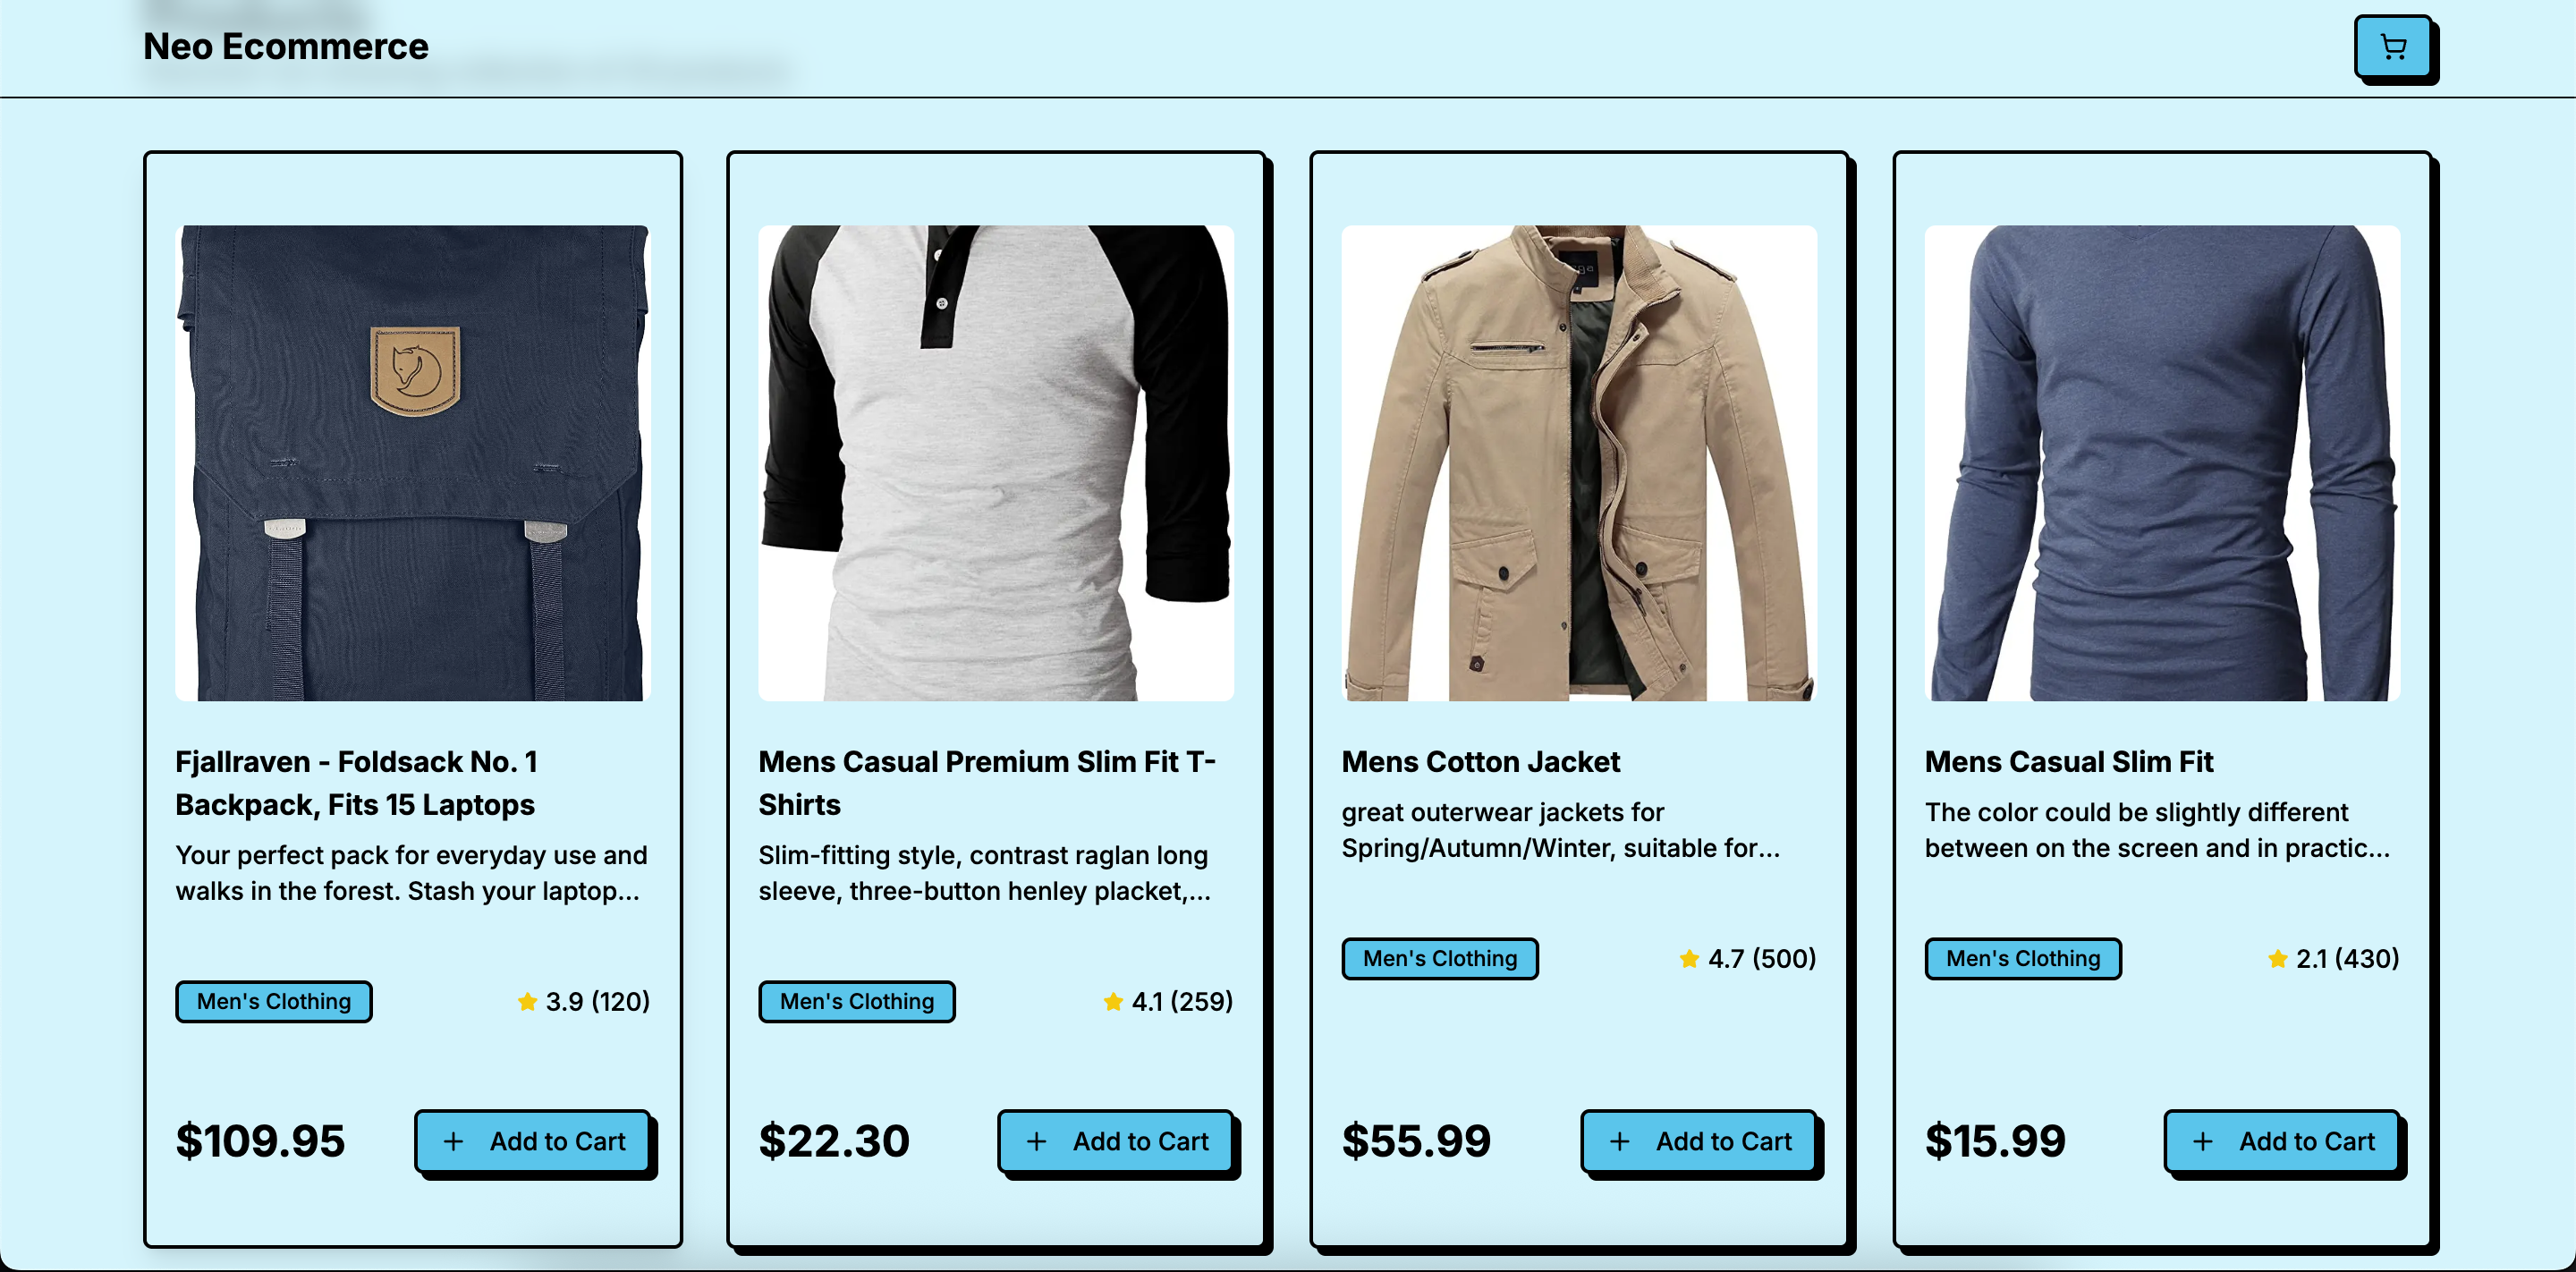 Neo Ecommerce
Fjallraven - Foldsack No. 1
Backpack, Fits 15 Laptops
Your perfect pack for everyday use and
walks in the forest. Stash your laptop...
Men's Clothing
3.9 (120)
$109.95
+ Add to Cart
Mens Casual Premium Slim Fit T-
Shirts
Slim-fitting style, contrast raglan long
sleeve, three-button henley placket,...
Men's Clothing
4.1 (259)
$22.30
+ Add to Cart
Mens Cotton Jacket
great outerwear jackets for
Spring/Autumn/Winter, suitable for...
Men's Clothing
4.7 (500)
$55.99
+ Add to Cart
Mens Casual Slim Fit
The color could be slightly different
between on the screen and in practic...
Men's Clothing
2.1 (430)
$15.99
+ Add to Cart